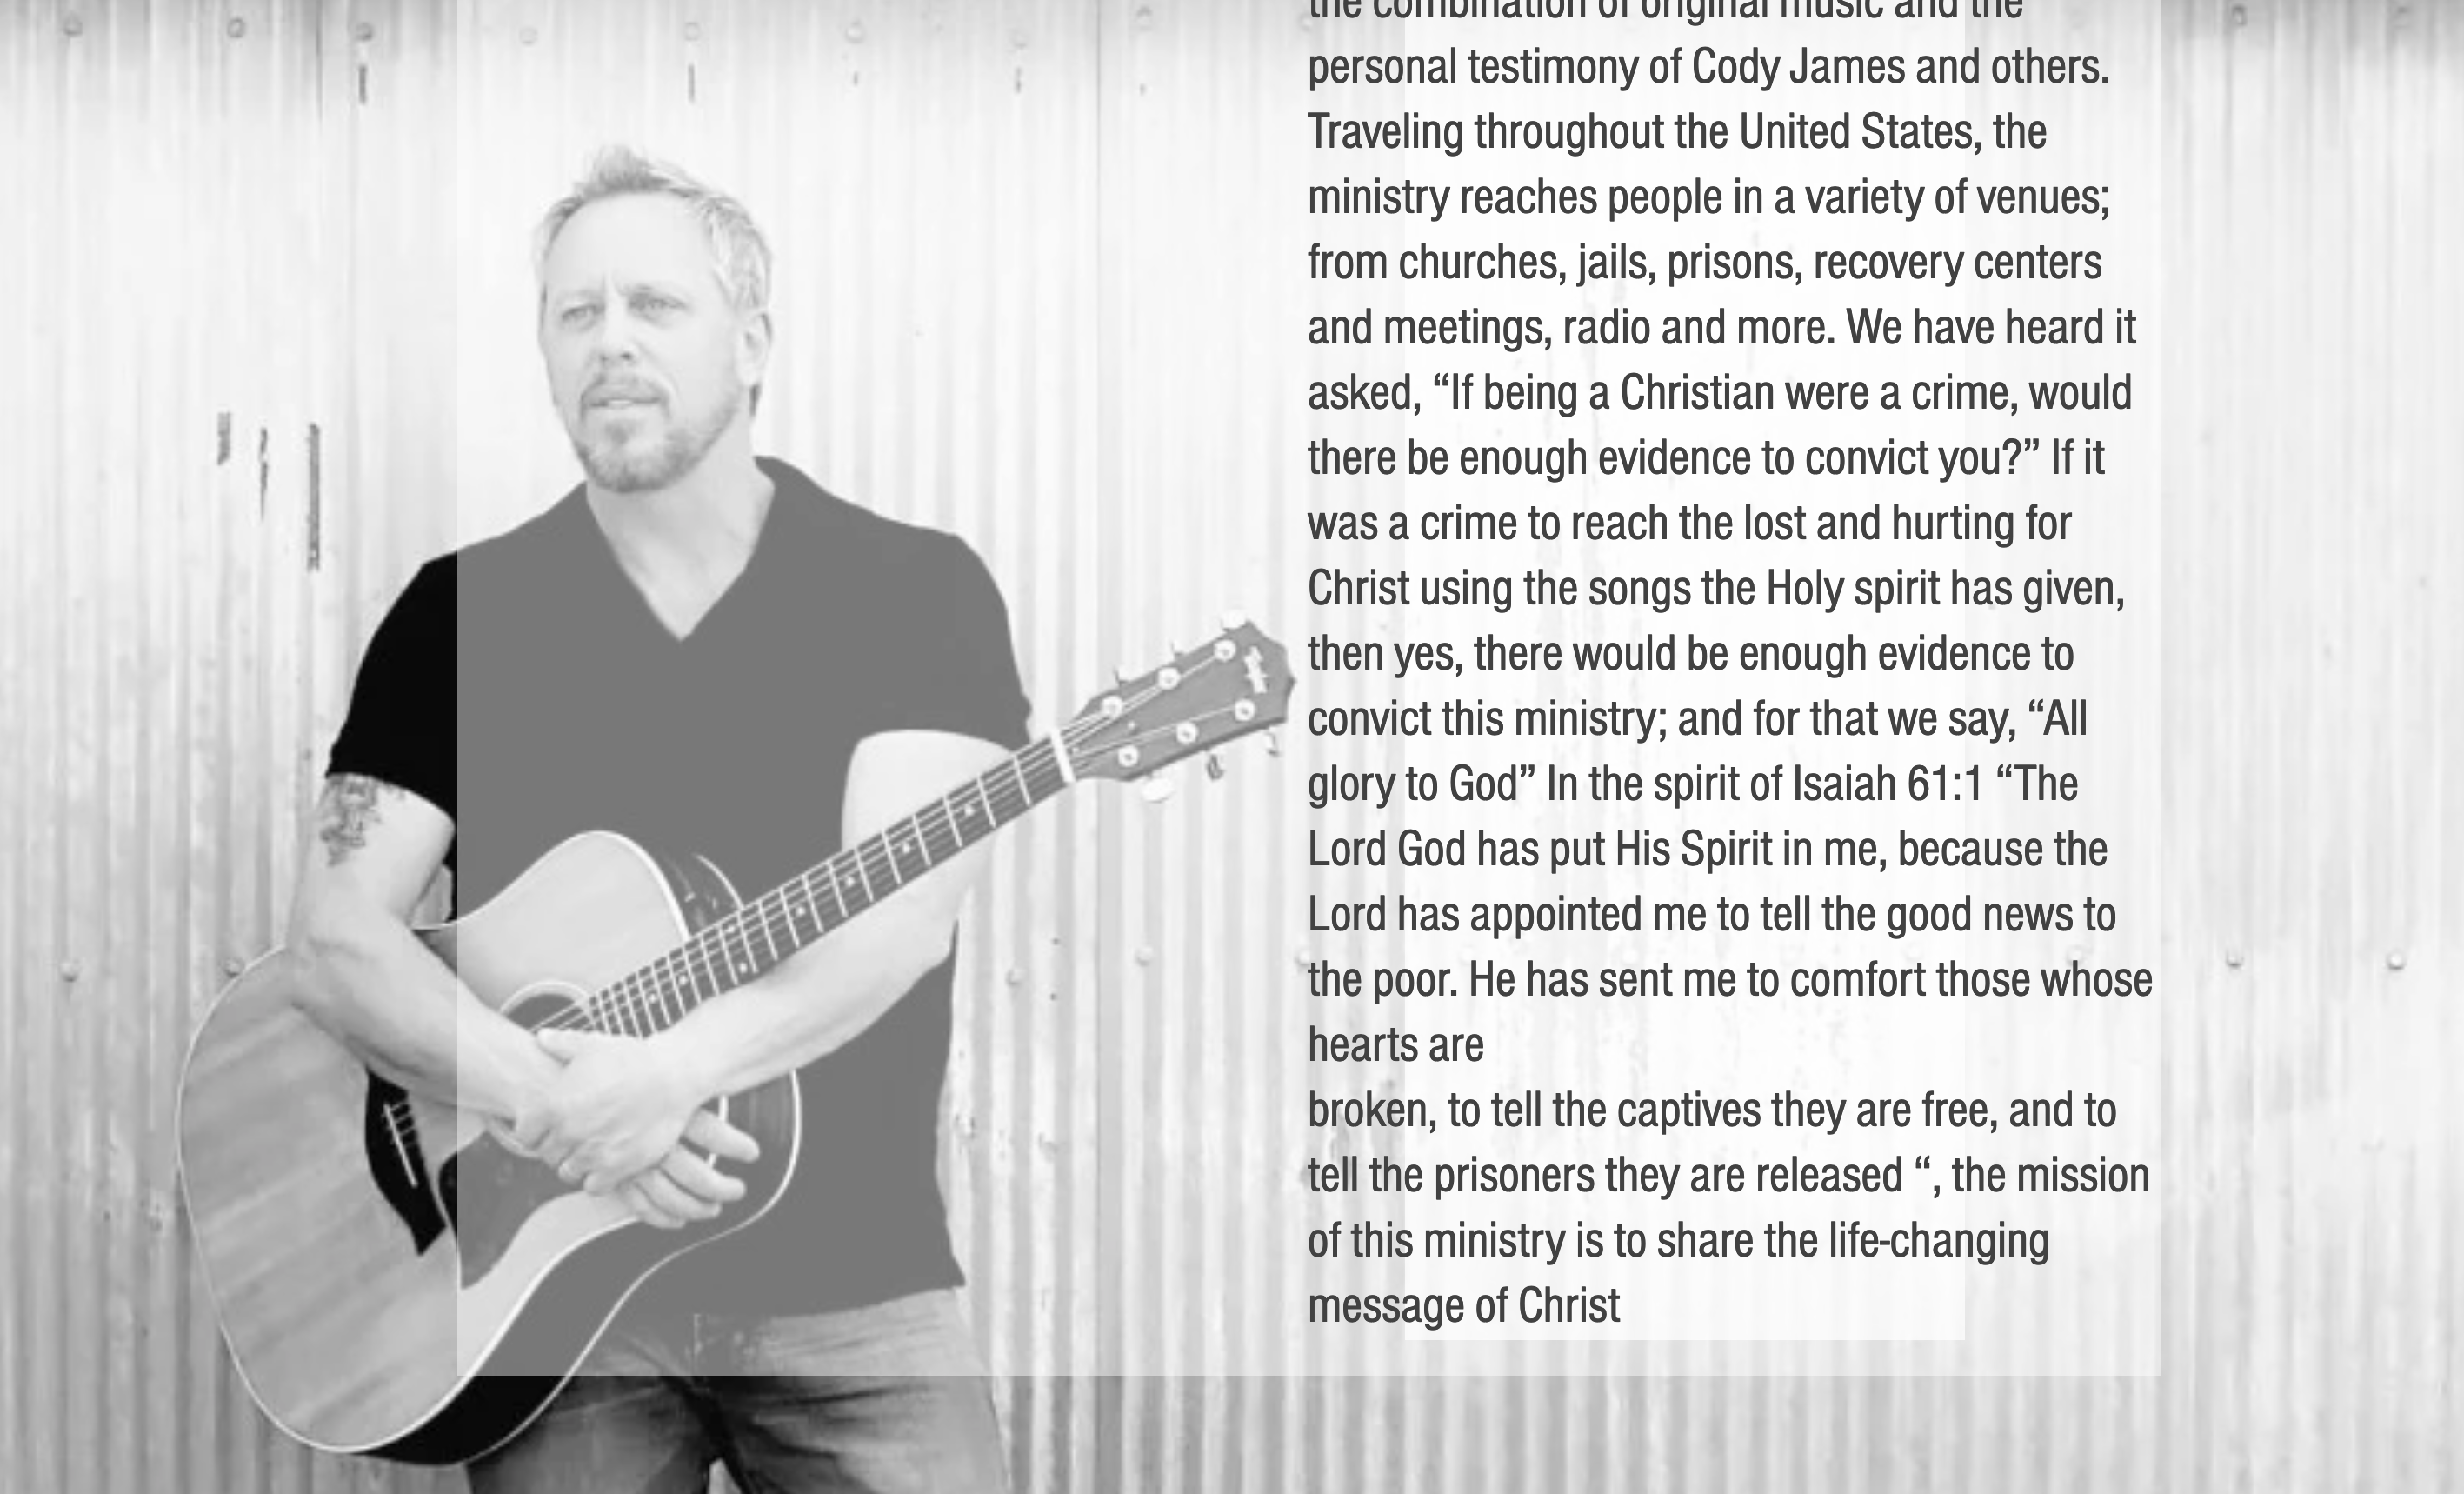 the combination of original music and the
personal testimony of Cody James and others.
Traveling throughout the United States, the
ministry reaches people in a variety of venues;
from churches, jails, prisons, recovery centers
and meetings, radio and more. We have heard it
asked, “If being a Christian were a crime, would
there be enough evidence to convict you?” If it
was a crime to reach the lost and hurting for
Christ using the songs the Holy spirit has given,
then yes, there would be enough evidence to
convict this ministry; and for that we say, “All
glory to God” In the spirit of Isaiah 61:1 “The
Lord God has put His Spirit in me, because the
Lord has appointed me to tell the good news to
the poor. He has sent me to comfort those whose
hearts are
broken, to tell the captives they are free, and to
tell the prisoners they are released “, the mission
of this ministry is to share the life-changing
message of Christ